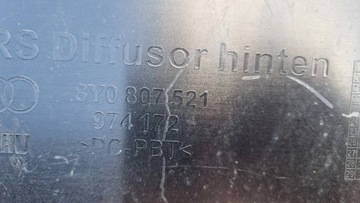 RS Diffusor hinten
8Y0 807 521
974 172
>PC-PBT<